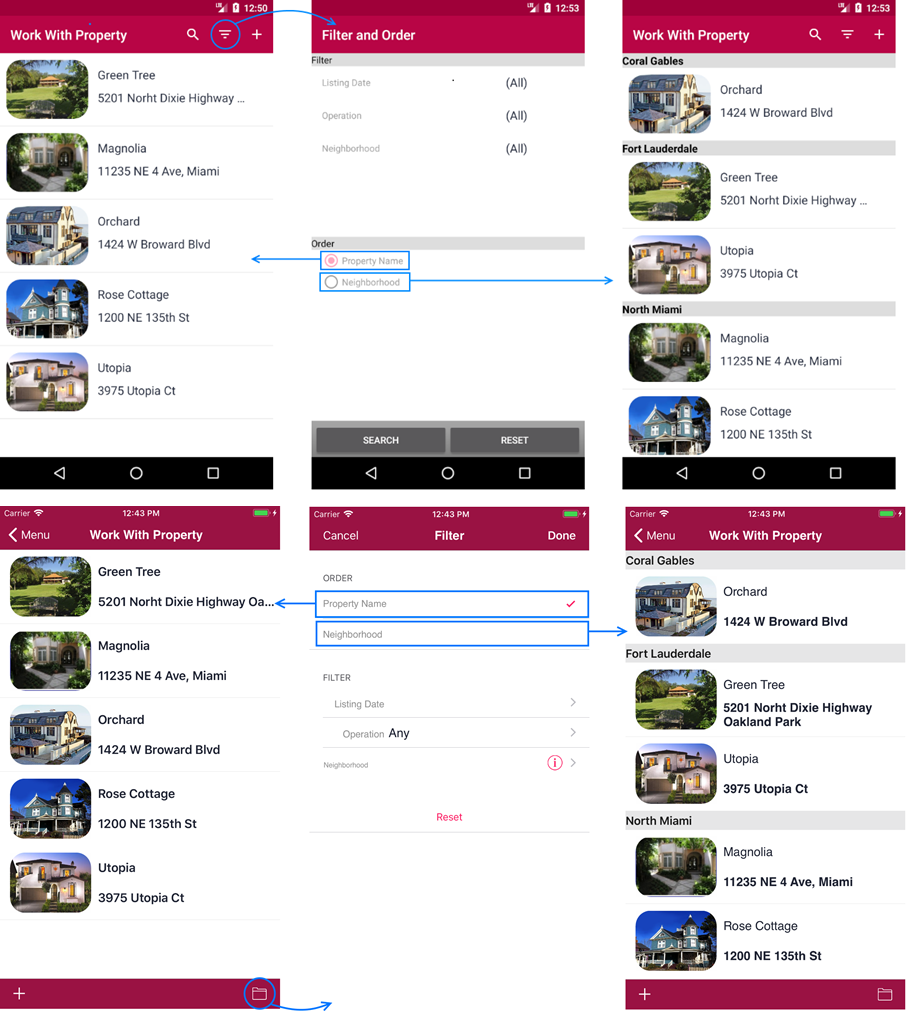 12:50
Work With Property
Green Tree
5201 Norht Dixie Highway ...
Magnolia
11235 NE 4 Ave, Miami
Orchard
1424 W Broward Blvd
Rose Cottage
1200 NE 135th St
Utopia
3975 Utopia Ct
12:53
Filter and Order
Filter
Listing Date (All)
Operation (All)
Neighborhood (All)
Order
Property Name
Neighborhood
SEARCH RESET
12:53
Work With Property
Coral Gables
Orchard
1424 W Broward Blvd
Fort Lauderdale
Green Tree
5201 Norht Dixie Highway ...
Utopia
3975 Utopia Ct
North Miami
Magnolia
11235 NE 4 Ave, Miami
Rose Cottage
1200 NE 135th St
Carrier 12:43 PM
Menu Work With Property
Green Tree
5201 Norht Dixie Highway Oa...
Magnolia
11235 NE 4 Ave, Miami
Orchard
1424 W Broward Blvd
Rose Cottage
1200 NE 135th St
Utopia
3975 Utopia Ct
Carrier 12:43 PM
Cancel Filter Done
ORDER
Property Name
Neighborhood
FILTER
Listing Date
Operation Any
Neighborhood
Reset
Carrier 12:43 PM
Menu Work With Property
Coral Gables
Orchard
1424 W Broward Blvd
Fort Lauderdale
Green Tree
5201 Norht Dixie Highway
Oakland Park
Utopia
3975 Utopia Ct
North Miami
Magnolia
11235 NE 4 Ave, Miami
Rose Cottage
1200 NE 135th St